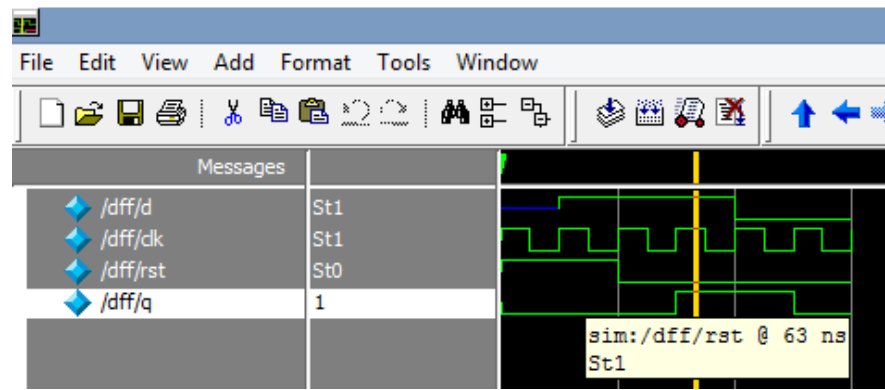 File Edit View Add Format Tools Window
Messages
/dff/d St1
/dff/clk St1
/dff/rst St0
/dff/q 1
sim:/dff/rst @ 63 ns
St1